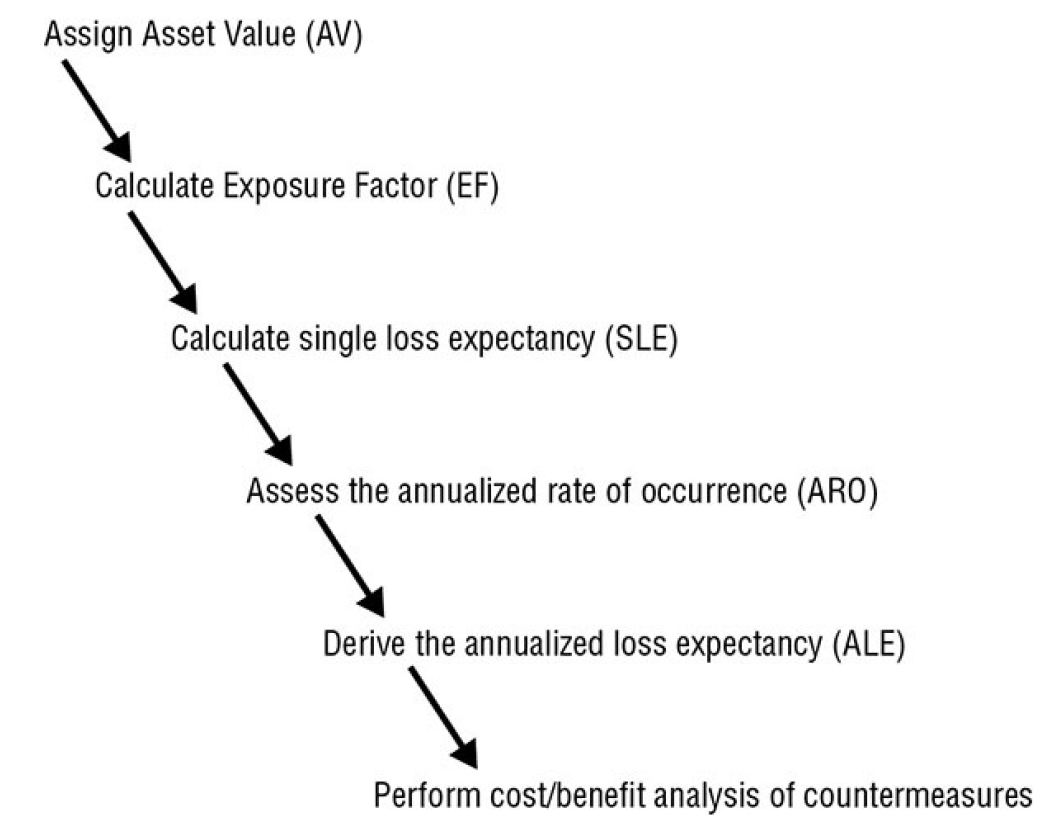 Assign Asset Value (AV)
Calculate Exposure Factor (EF)
Calculate single loss expectancy (SLE)
Assess the annualized rate of occurrence (ARO)
Derive the annualized loss expectancy (ALE)
Perform cost/benefit analysis of countermeasures